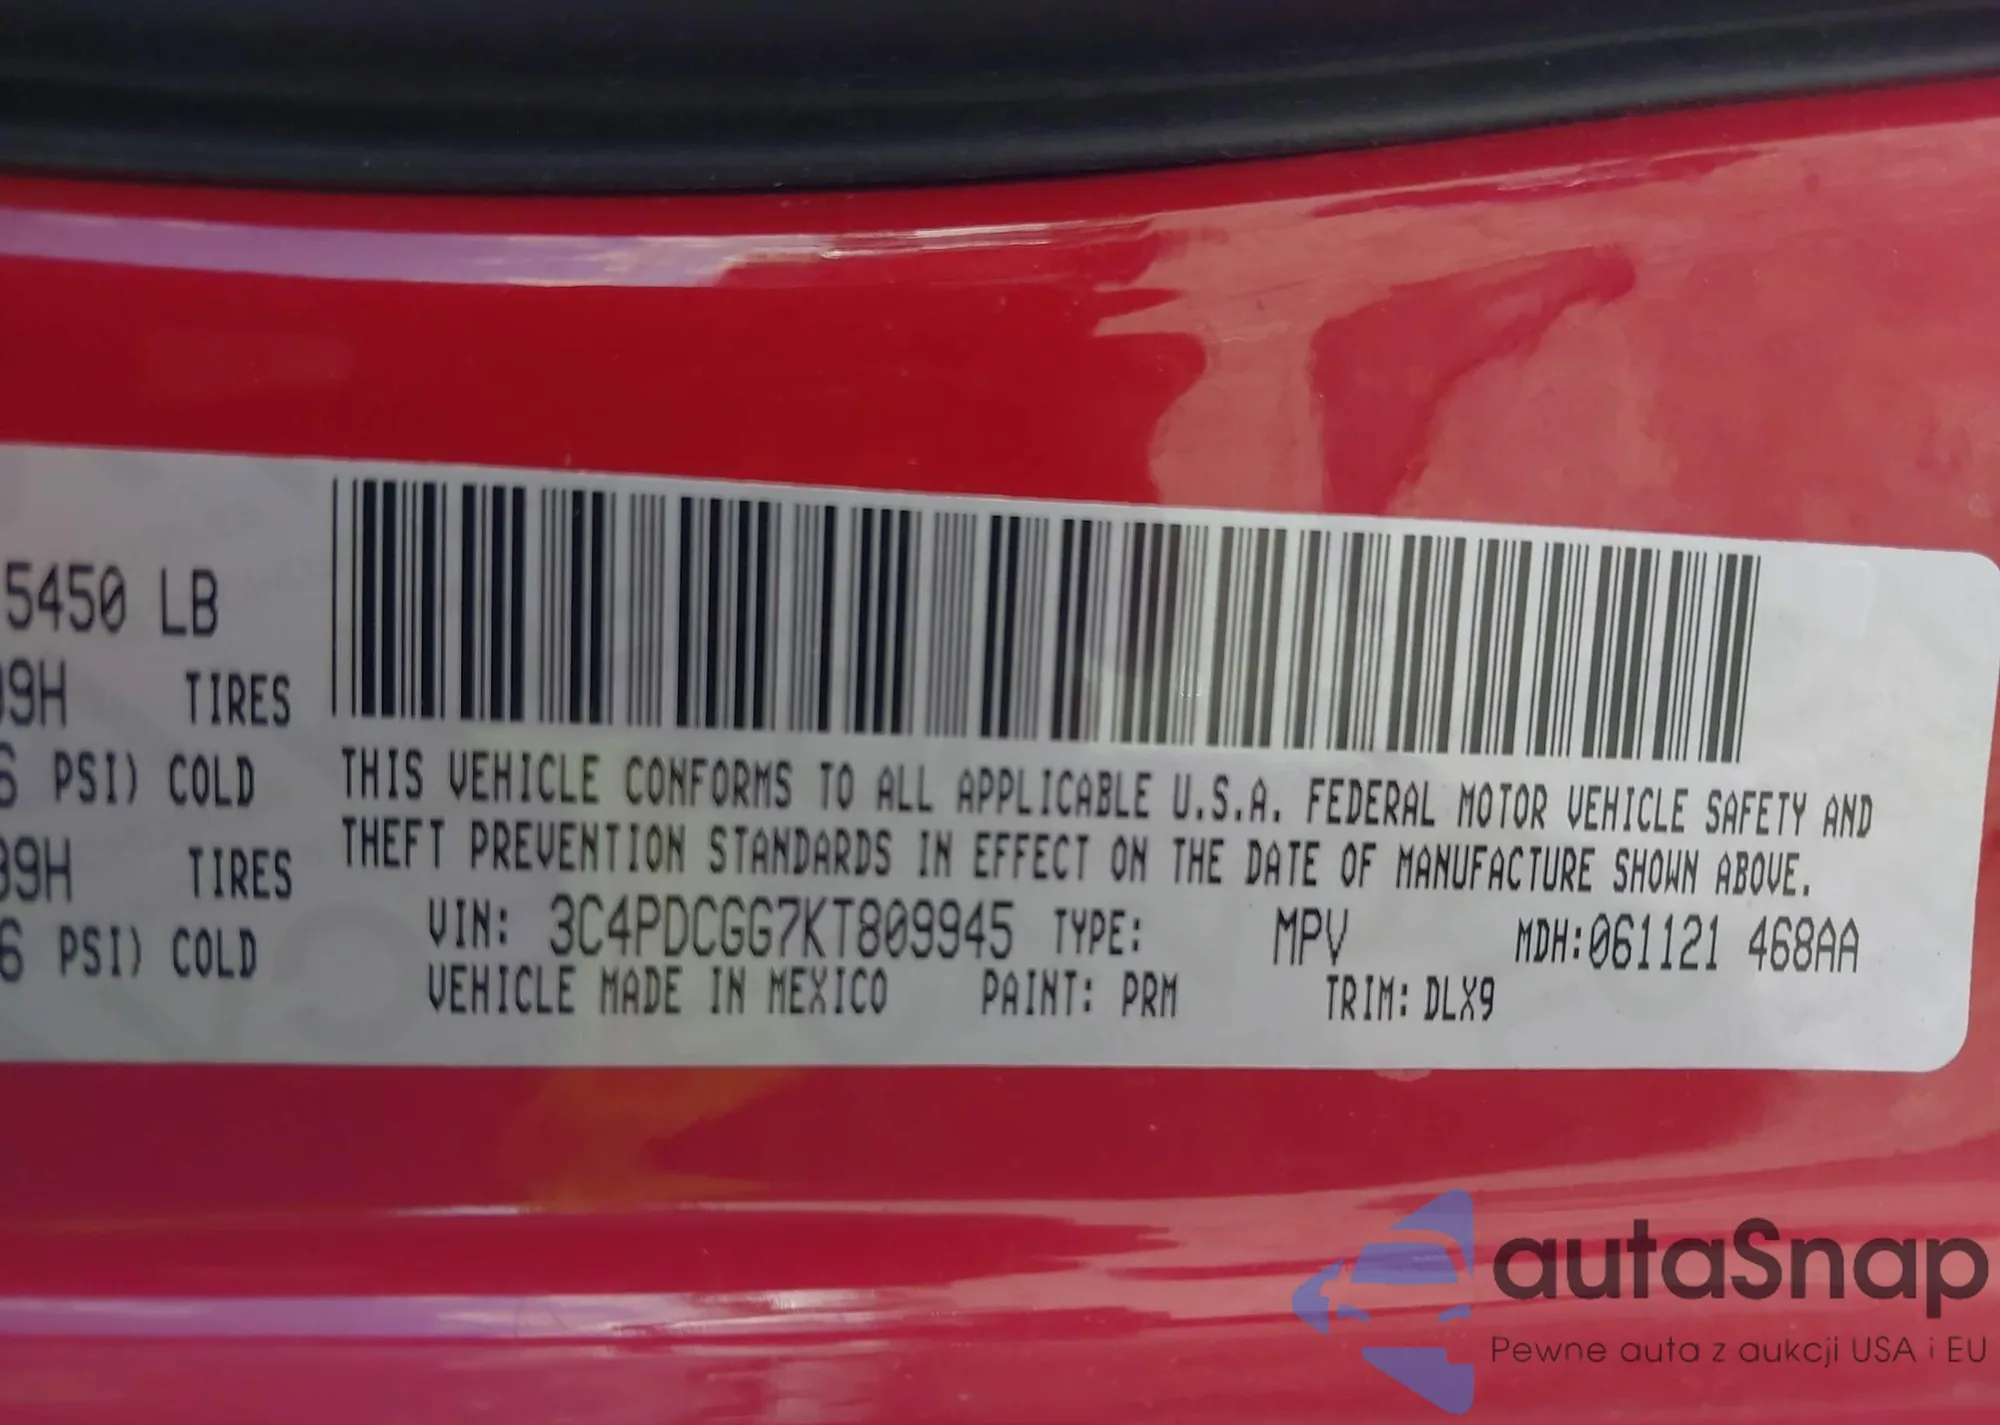 5450 LB
99H TIRES
6 PSI) COLD
99H TIRES
6 PSI) COLD
THIS VEHICLE CONFORMS TO ALL APPLICABLE U.S.A. FEDERAL MOTOR VEHICLE SAFETY AND
THEFT PREVENTION STANDARDS IN EFFECT ON THE DATE OF MANUFACTURE SHOWN ABOVE.
VIN: 3C4PDCGG7KT809945 TYPE: MPV MDH:061121 468AA
VEHICLE MADE IN MEXICO PAINT: PRM TRIM: DLX9
autaSnap
Pewne auta z aukcji USA i EU